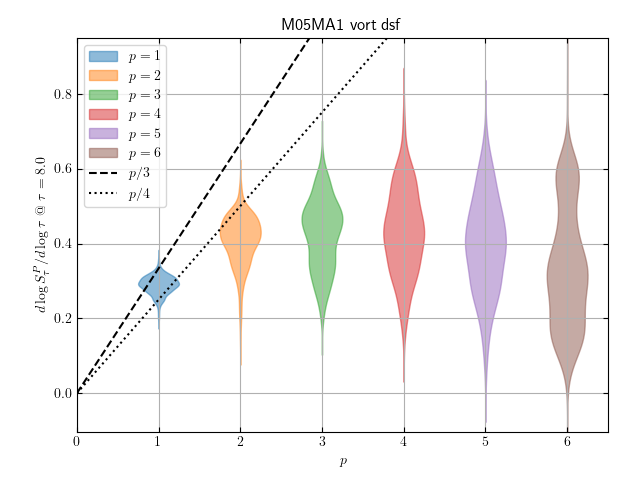 M05MA1 vort dsf
d log S_τ^P / d log τ @ τ = 8.0
p = 1
p = 2
p = 3
p = 4
p = 5
p = 6
p/3
p/4
0.8
0.6
0.4
0.2
0.0
0 1 2 3 4 5 6
p